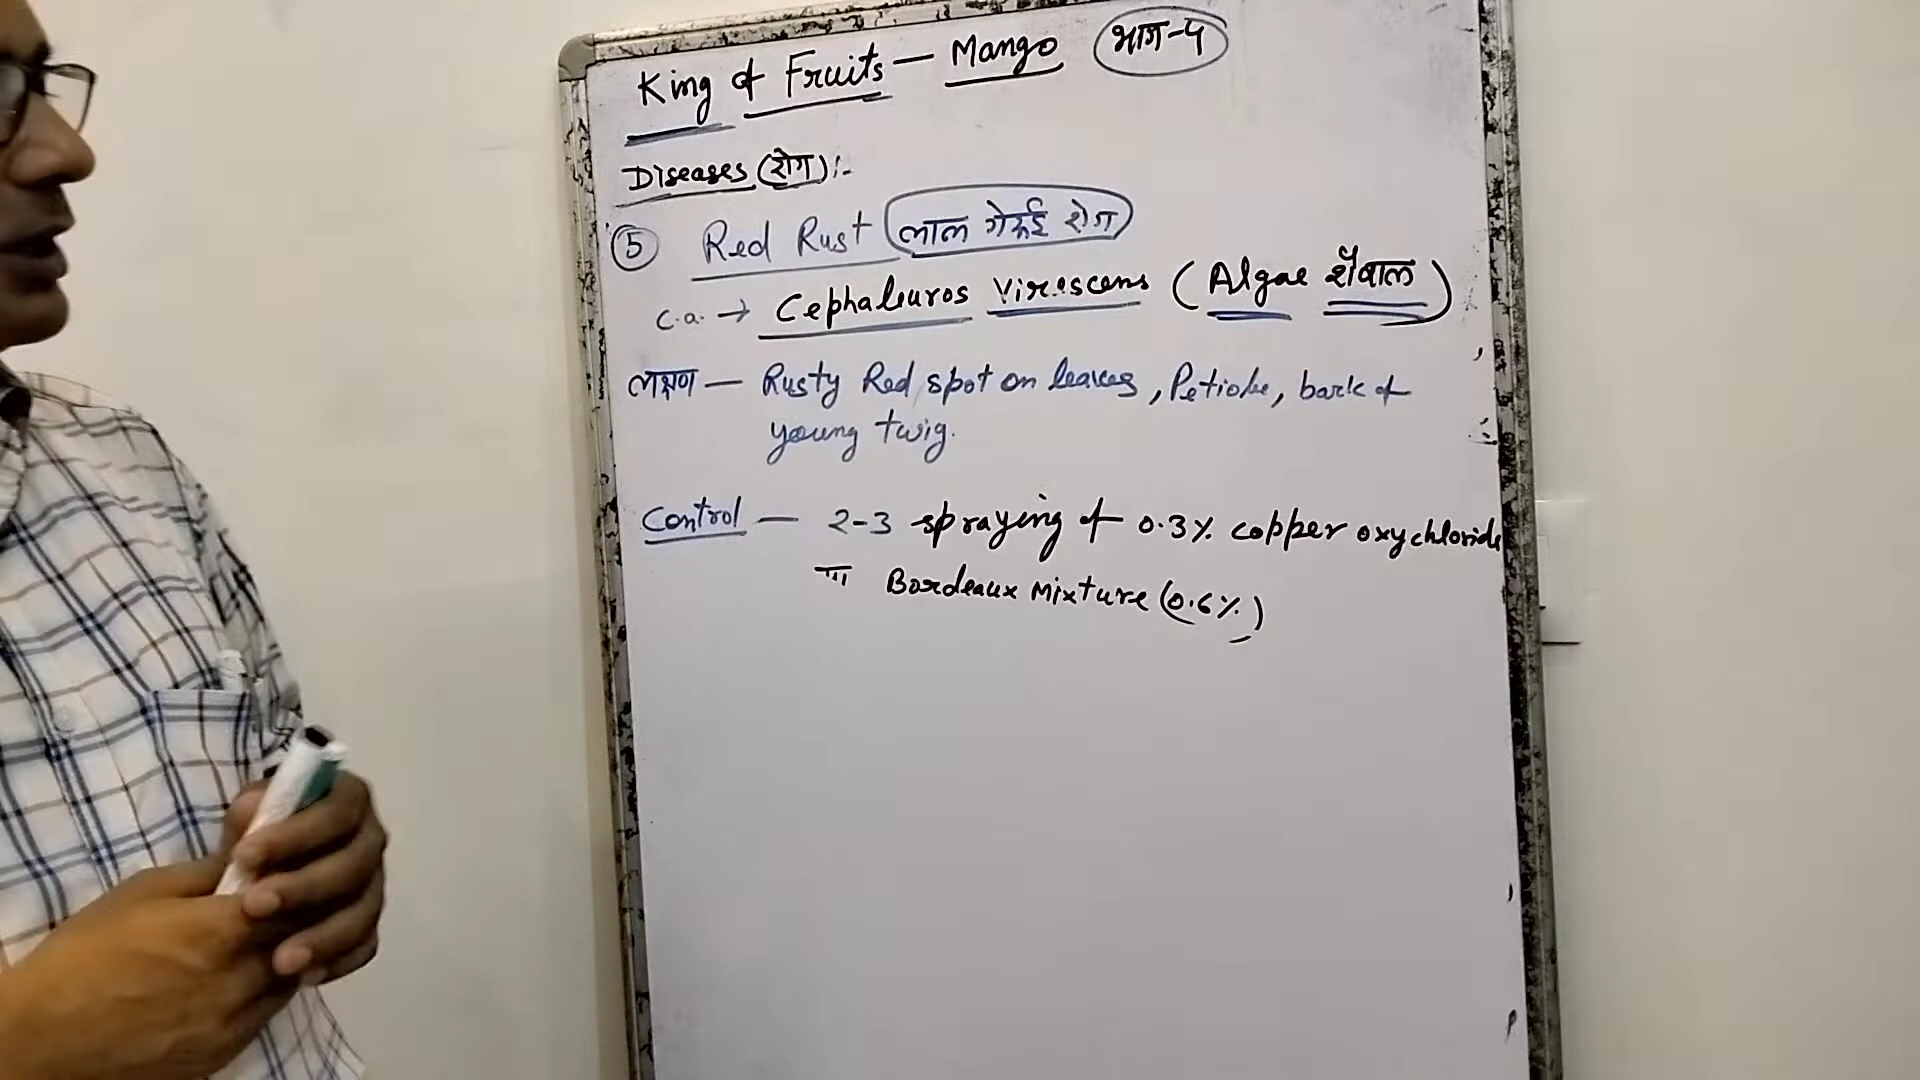 King of Fruits — Mango (भाग-5)
Diseases (रोग):-
⑤ Red Rust (लाल गेरूई रोग)
C.a. → Cephaleuros virescens (Algae शैवाल)
लक्षण — Rusty Red spot on leaves, Petiole, bark of
young twig.
Control — 2-3 spraying of 0.3% copper oxychloride
Bordeaux Mixture (0.6%)